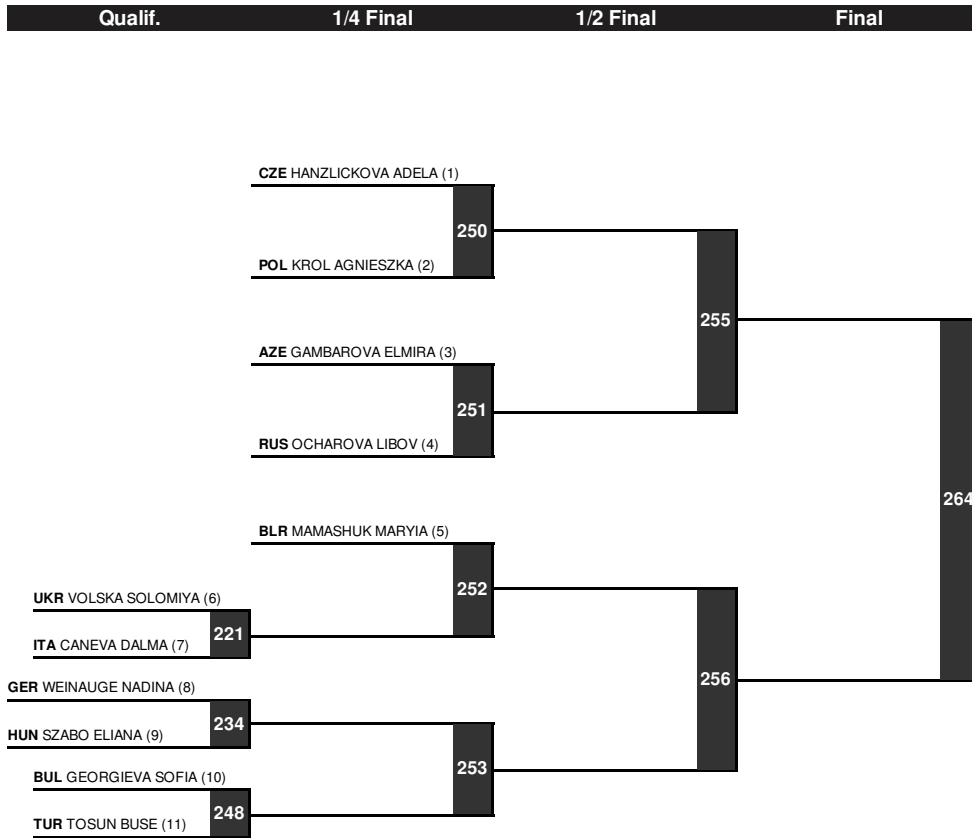 Qualif. 1/4 Final 1/2 Final Final
CZE HANZLICKOVA ADELA (1)
250
POL KROL AGNIESZKA (2)
255
AZE GAMBAROVA ELMIRA (3)
251
RUS OCHAROVA LIBOV (4)
264
BLR MAMASHUK MARYIA (5)
252
UKR VOLSKA SOLOMIYA (6)
221
ITA CANEVA DALMA (7)
256
GER WEINAUGE NADINA (8)
234
HUN SZABO ELIANA (9)
253
BUL GEORGIEVA SOFIA (10)
248
TUR TOSUN BUSE (11)